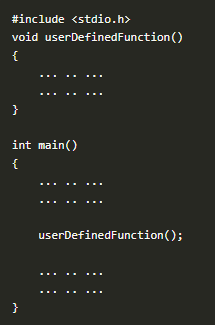 #include <stdio.h>
void userDefinedFunction()
{
... .. ...
... .. ...
}
int main()
{
... .. ...
... .. ...
userDefinedFunction();
... .. ...
... .. ...
}